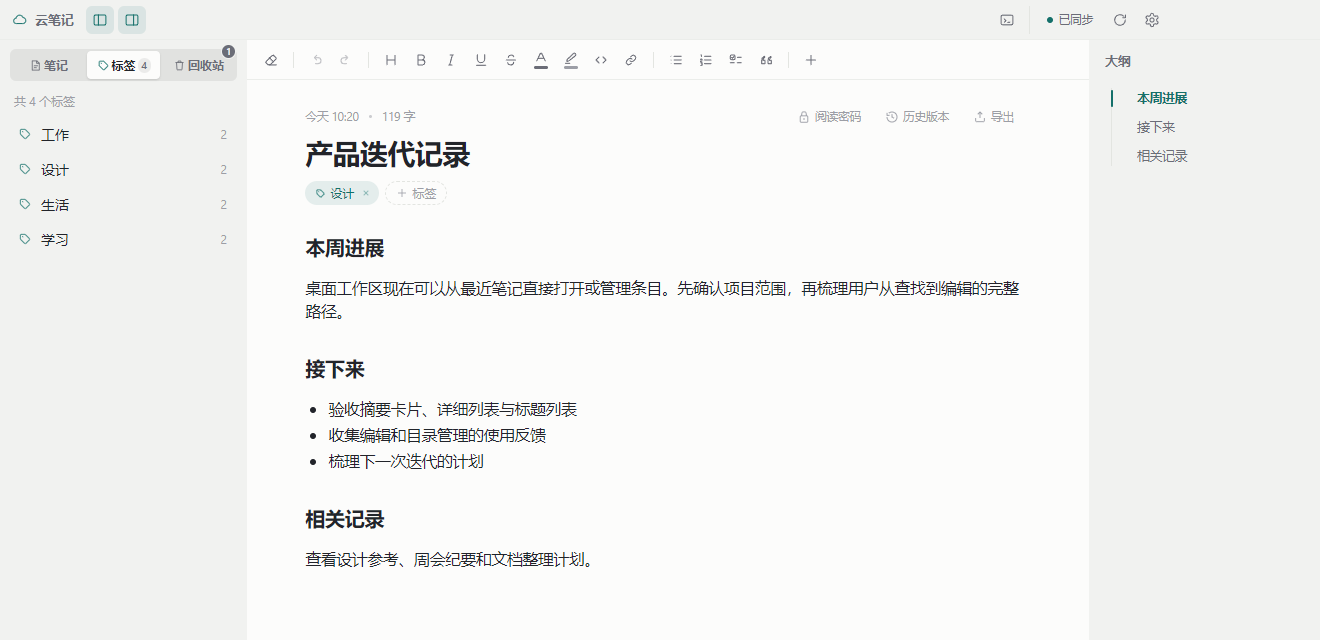 云笔记
已同步
笔记
标签 4
回收站 1
共 4 个标签
工作 2
设计 2
生活 2
学习 2
今天 10:20 • 119 字
阅读密码
历史版本
导出
产品迭代记录
设计 ×
+ 标签
本周进展
桌面工作区现在可以从最近笔记直接打开或管理条目。先确认项目范围，再梳理用户从查找到编辑的完整
路径。
接下来
• 验收摘要卡片、详细列表与标题列表
• 收集编辑和目录管理的使用反馈
• 梳理下一次迭代的计划
相关记录
查看设计参考、周会纪要和文档整理计划。
大纲
本周进展
接下来
相关记录